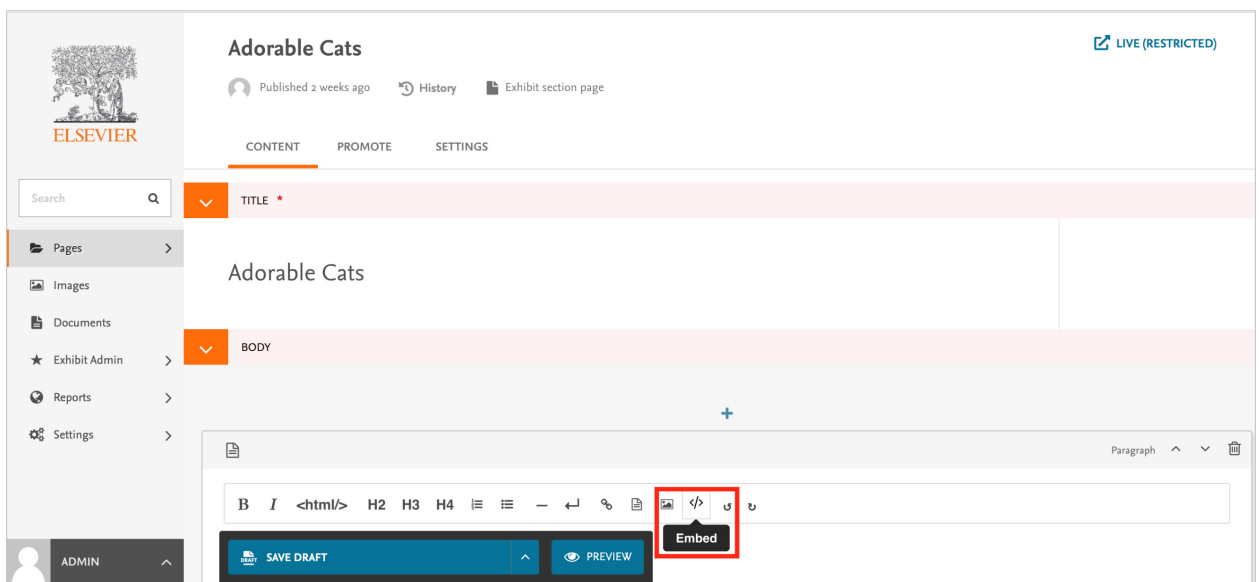 ELSEVIER
Search
Pages
Images
Documents
Exhibit Admin
Reports
Settings
ADMIN
Adorable Cats
LIVE (RESTRICTED)
Published 2 weeks ago History Exhibit section page
CONTENT PROMOTE SETTINGS
TITLE *
Adorable Cats
BODY
+
Paragraph
B I <html/> H2 H3 H4 </>
Embed
DRAFT SAVE DRAFT PREVIEW